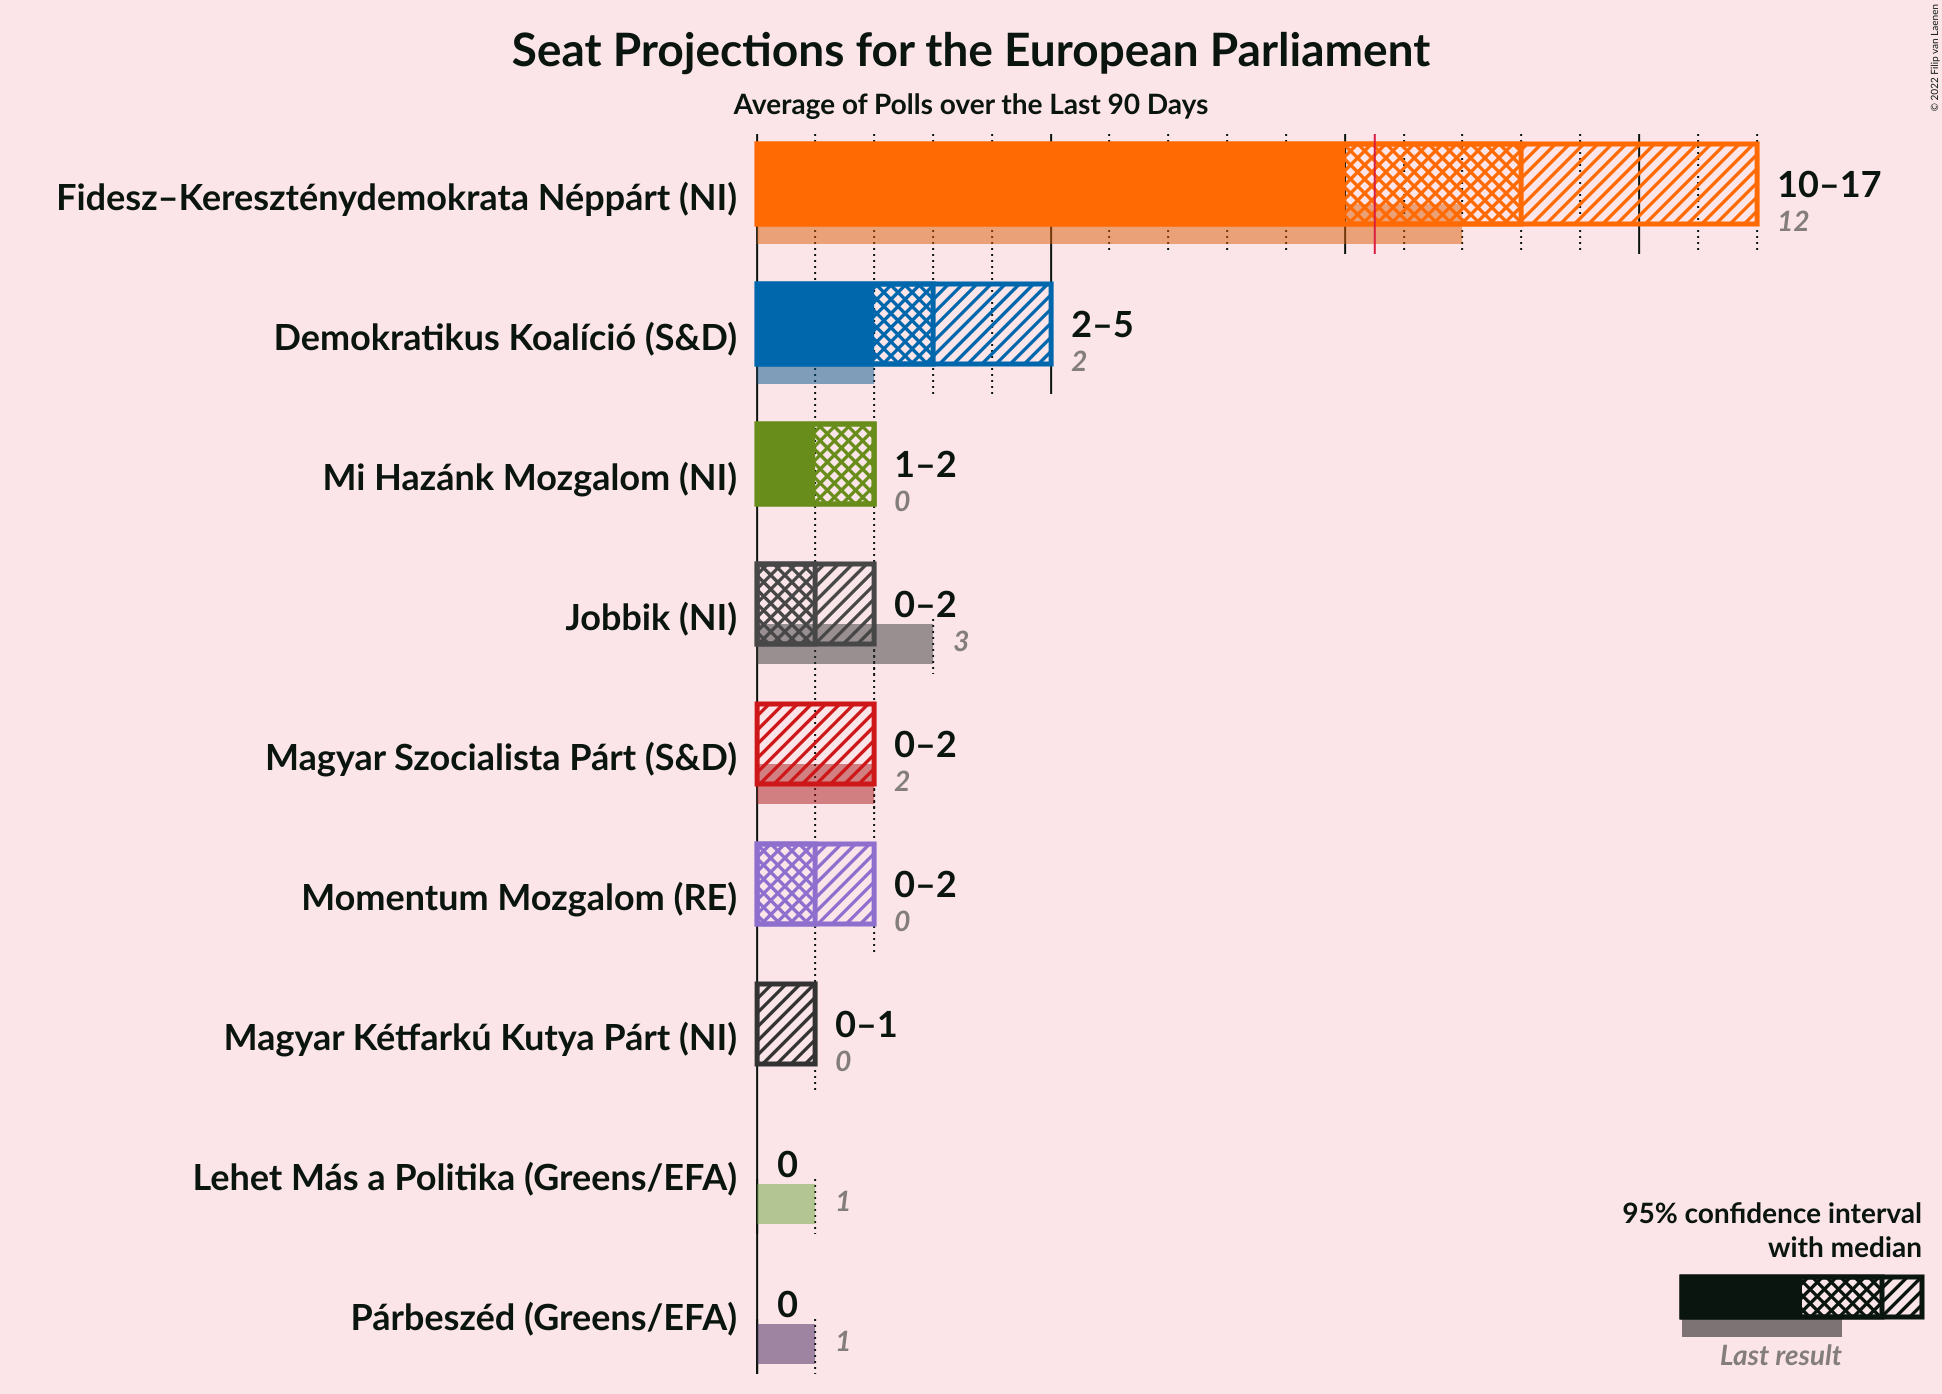 Seat Projections for the European Parliament
Average of Polls over the Last 90 Days
© 2022 Filip van Laenen
Fidesz–Kereszténydemokrata Néppárt (NI)
10–17
12
Demokratikus Koalíció (S&D)
2–5
2
Mi Hazánk Mozgalom (NI)
1–2
0
Jobbik (NI)
0–2
3
Magyar Szocialista Párt (S&D)
0–2
2
Momentum Mozgalom (RE)
0–2
0
Magyar Kétfarkú Kutya Párt (NI)
0–1
0
Lehet Más a Politika (Greens/EFA)
0
1
Párbeszéd (Greens/EFA)
0
1
95% confidence interval
with median
Last result